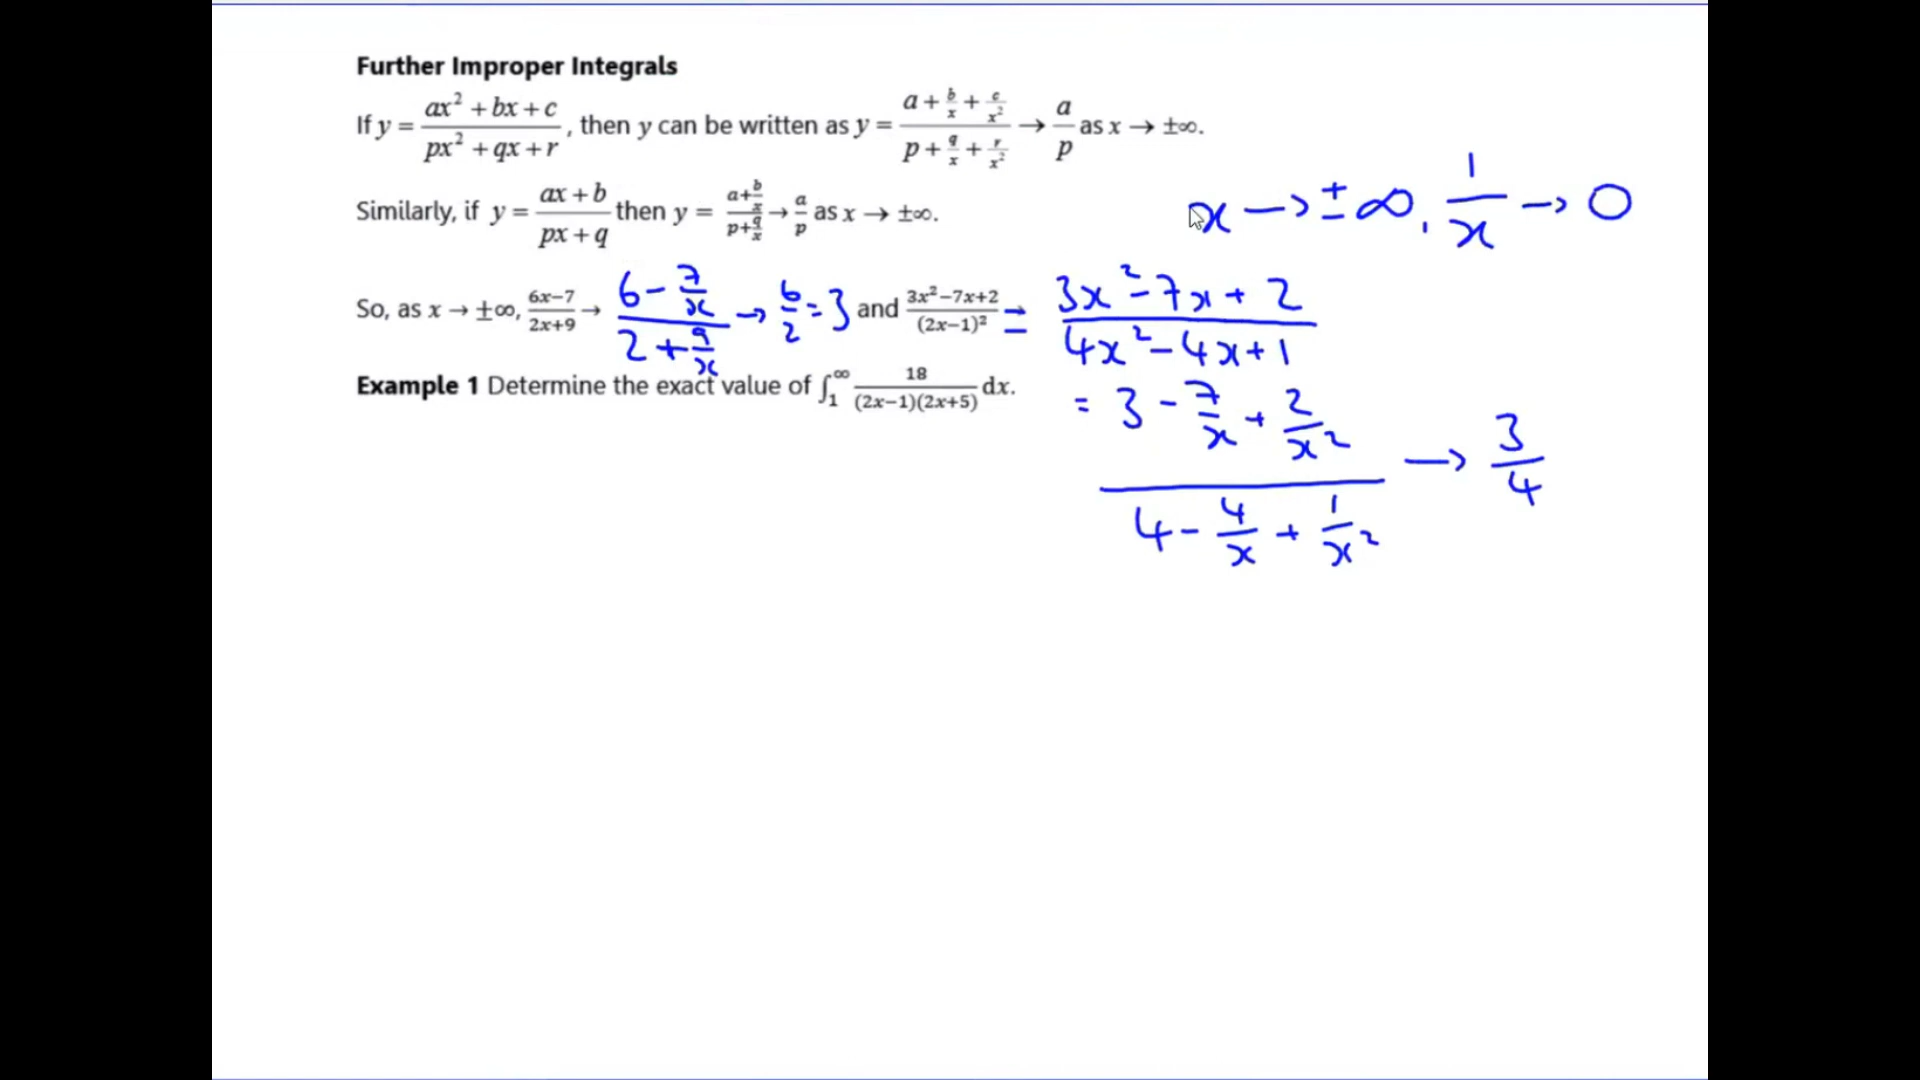 Further Improper Integrals
If y = (ax² + bx + c)/(px² + qx + r), then y can be written as y = (a + b/x + c/x²)/(p + q/x + r/x²) → a/p as x → ±∞.
x → ±∞, 1/x → 0
Similarly, if y = (ax + b)/(px + q) then y = (a + b/x)/(p + q/x) → a/p as x → ±∞.
So, as x → ±∞, (6x−7)/(2x+9) → (6 − 7/x)/(2 + 9/x) → 6/2 = 3 and (3x²−7x+2)/(2x−1)² = (3x² − 7x + 2)/(4x² − 4x + 1)
= (3 − 7/x + 2/x²)/(4 − 4/x + 1/x²) → 3/4
Example 1 Determine the exact value of ∫₁^∞ 18/((2x−1)(2x+5)) dx.